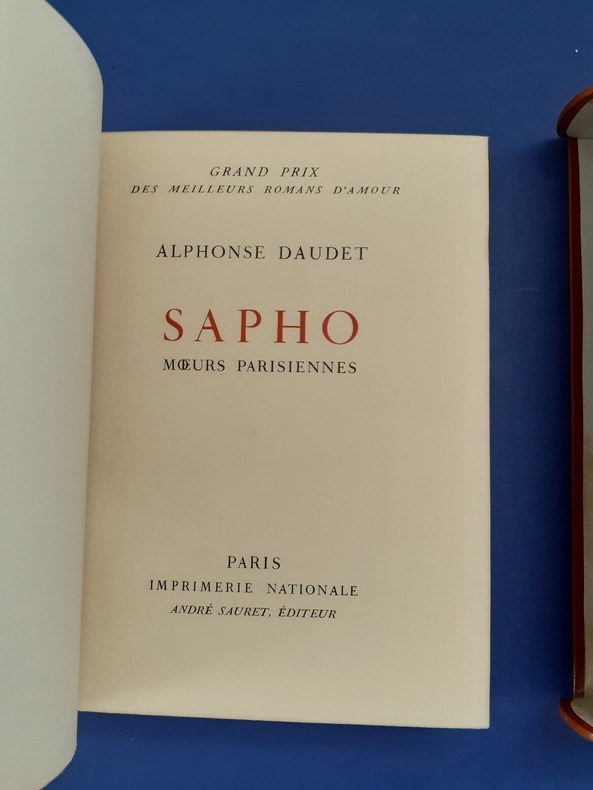 GRAND PRIX
DES MEILLEURS ROMANS D'AMOUR
ALPHONSE DAUDET
SAPHO
MŒURS PARISIENNES
PARIS
IMPRIMERIE NATIONALE
ANDRÉ SAURET, ÉDITEUR